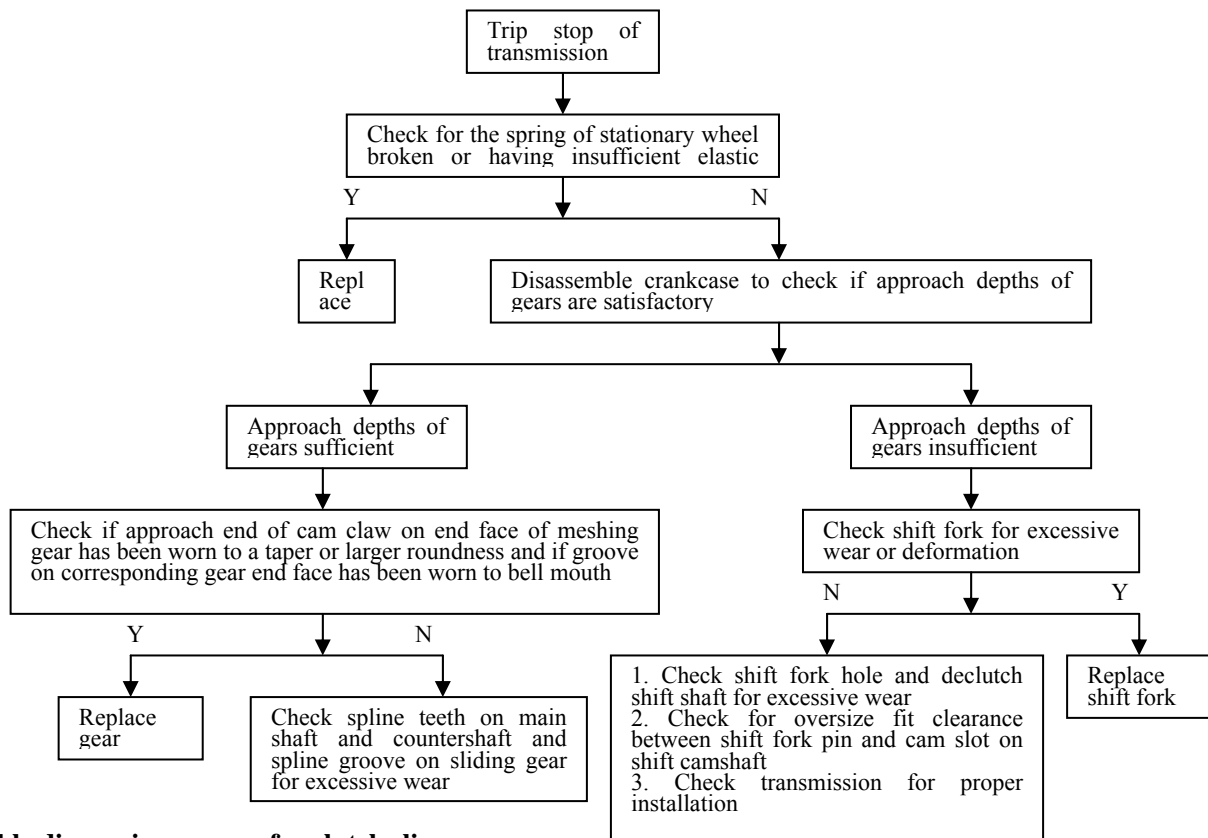 Trip stop of
transmission
Check for the spring of stationary wheel
broken or having insufficient elastic
Y
N
Repl
ace
Disassemble crankcase to check if approach depths of
gears are satisfactory
Approach depths of
gears sufficient
Approach depths of
gears insufficient
Check if approach end of cam claw on end face of meshing
gear has been worn to a taper or larger roundness and if groove
on corresponding gear end face has been worn to bell mouth
Check shift fork for excessive
wear or deformation
Y
N
N
Y
Replace
gear
Check spline teeth on main
shaft and countershaft and
spline groove on sliding gear
for excessive wear
1. Check shift fork hole and declutch
shift shaft for excessive wear
2. Check for oversize fit clearance
between shift fork pin and cam slot on
shift camshaft
3. Check transmission for proper
installation
Replace
shift fork